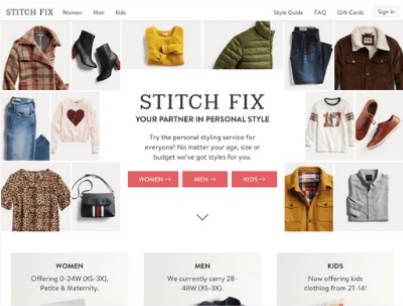 STITCH FIX Women Men Kids Style Guide FAQ Gift Cards Sign In
STITCH FIX
YOUR PARTNER IN PERSONAL STYLE
Try the personal styling service for
everyone! No matter your age, size or
budget we've got styles for you.
WOMEN → MEN → KIDS →
WOMEN
Offering 0-24W (XS-3X),
Petite & Maternity.
MEN
We currently carry 28-
48W (XS-3X).
KIDS
Now offering kids
clothing from 2T-14!